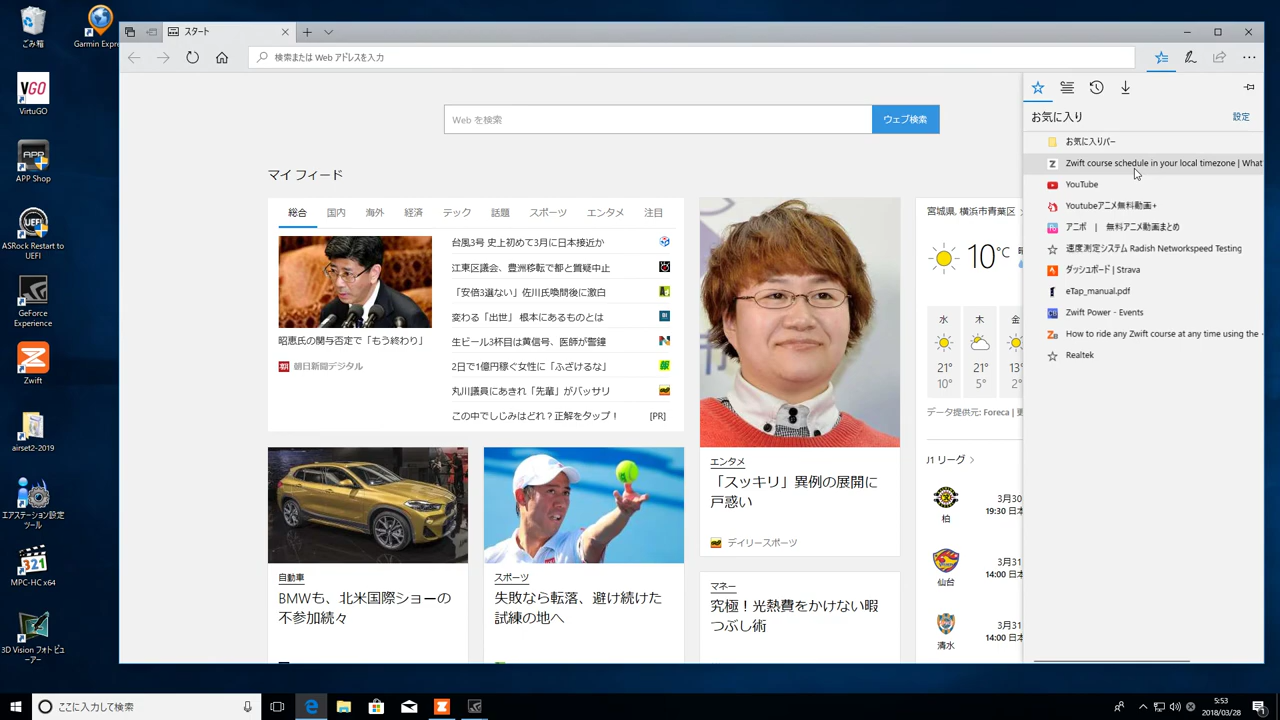 ごみ箱
Garmin Expre
VGO
VirtuGO
APP
APP Shop
UEFI
ASRock Restart to
UEFI
GeForce
Experience
Zwift
airset2-2019
エアステーション設定
ツール
321
MPC-HC x64
3D Vision フォト ビュ
ーアー
スタート
検索または Web アドレスを入力
Web を検索
ウェブ検索
マイ フィード
総合 国内 海外 経済 テック 話題 スポーツ エンタメ 注目
昭恵氏の関与否定で「もう終わり」
朝日新聞デジタル
台風3号 史上初めて3月に日本接近か
江東区議会、豊洲移転で都と質疑中止
「安倍3選ない」佐川氏喚問後に激白
変わる「出世」 根本にあるものとは
生ビール3杯目は黄信号、医師が警鐘
2日で1億円稼ぐ女性に「ふざけるな」
丸川議員にあきれ「先輩」がバッサリ
この中でしじみはどれ？正解をタップ！ [PR]
自動車
BMWも、北米国際ショーの
不参加続々
スポーツ
失敗なら転落、避け続けた
試練の地へ
エンタメ
「スッキリ」異例の展開に
戸惑い
デイリースポーツ
マネー
究極！光熱費をかけない暇
つぶし術
宮城県, 横浜市青葉区
10°C
水 木 金
21° 21° 13°
10° 5° 2°
データ提供元: Foreca |
J1 リーグ
柏
3月30
19:30 日本
仙台
3月31
14:00 日本
清水
3月31
14:00 日本
お気に入り
設定
お気に入りバー
Zwift course schedule in your local timezone | What
YouTube
Youtubeアニメ無料動画+
アニポ | 無料アニメ動画まとめ
速度測定システム Radish Networkspeed Testing
ダッシュボード | Strava
eTap_manual.pdf
Zwift Power - Events
How to ride any Zwift course at any time using the
Realtek
ここに入力して検索
5:53
2018/03/28
1